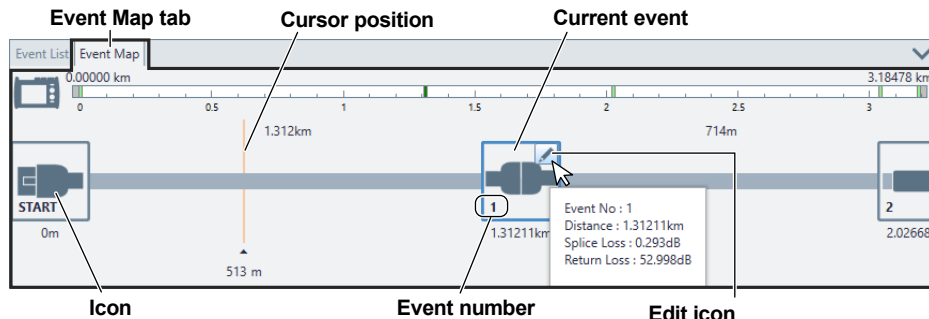 Event Map tab
Cursor position
Current event
Event List
Event Map
0.00000 km
3.18478 km
0 0.5 1 1.5 2 2.5 3
1.312km
714m
START
1
2
0m
1.31211km
2.02668
Event No : 1
Distance : 1.31211km
Splice Loss : 0.293dB
Return Loss : 52.998dB
513 m
Icon
Event number
Edit icon